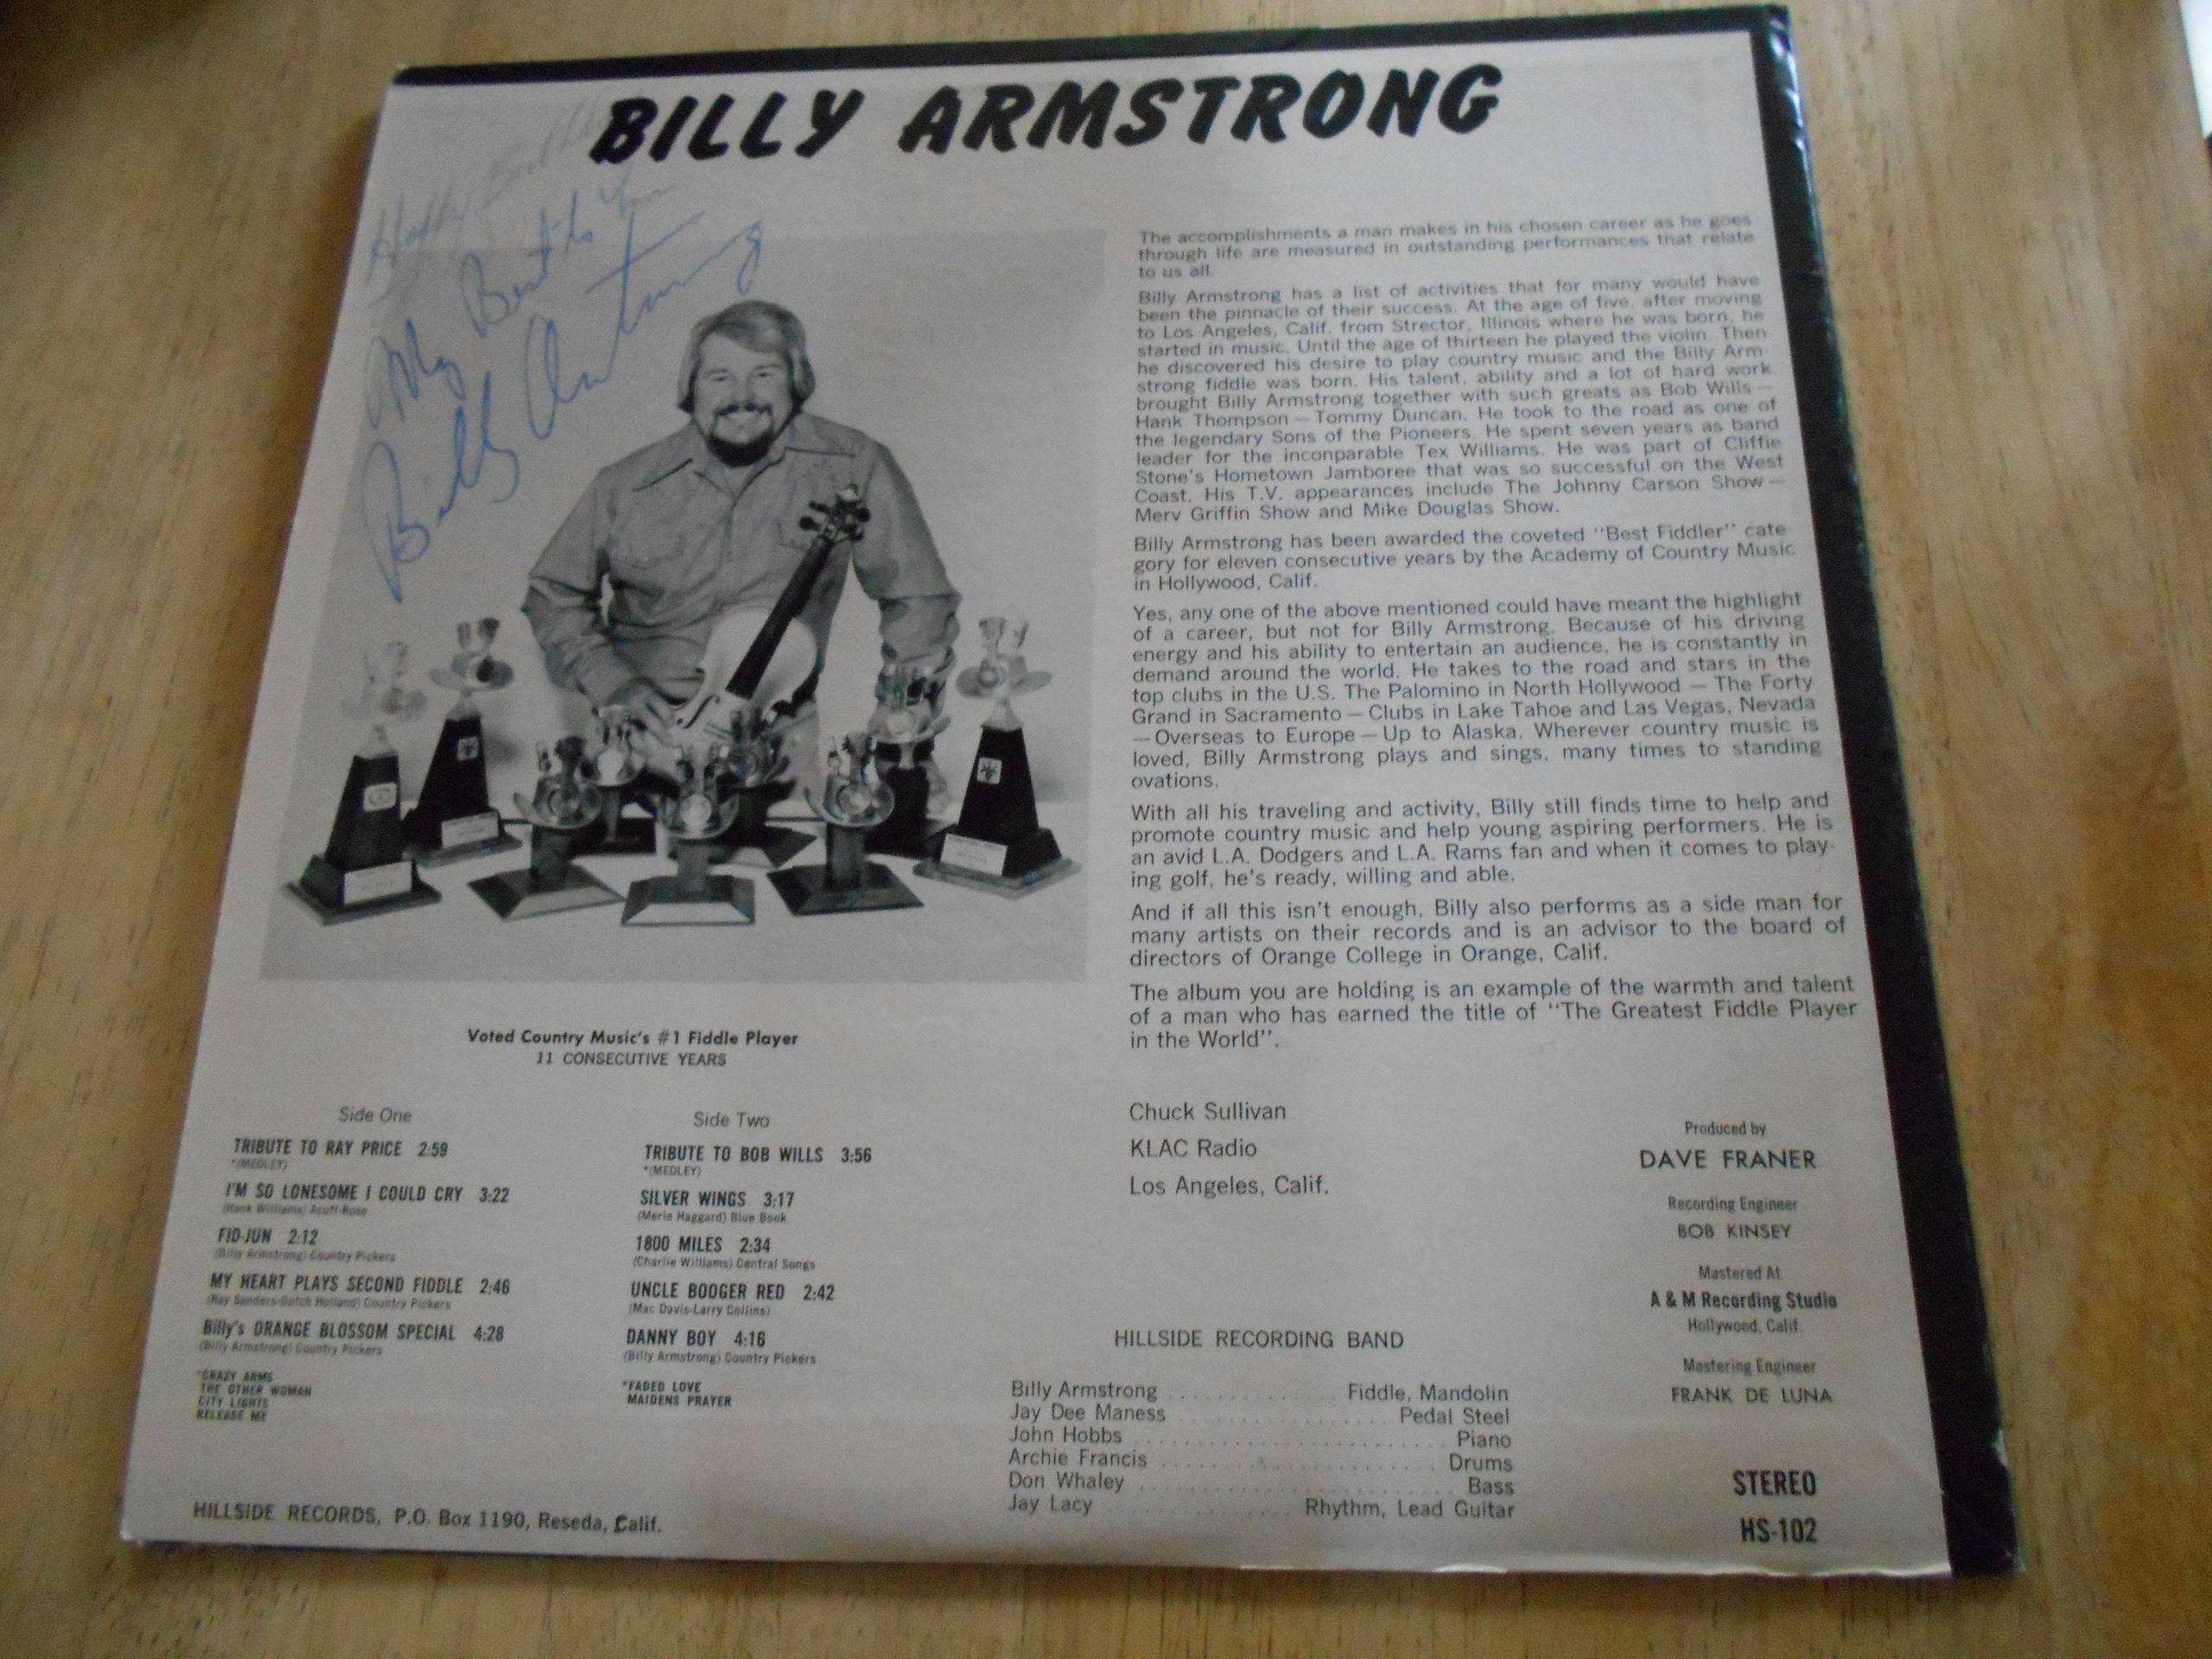 BILLY ARMSTRONG
Happy
My Best to You
Billy Armstrong
The accomplishments a man makes in his chosen career as he goes
through life are measured in outstanding performances that relate
to us all.
Billy Armstrong has a list of activities that for many would have
been the pinnacle of their success. At the age of five, after moving
to Los Angeles, Calif. from Strector, Illinois where he was born, he
started in music. Until the age of thirteen he played the violin. Then
he discovered his desire to play country music and the Billy Arm-
strong fiddle was born. His talent, ability and a lot of hard work
brought Billy Armstrong together with such greats as Bob Wills —
Hank Thompson — Tommy Duncan. He took to the road as one of
the legendary Sons of the Pioneers. He spent seven years as band
leader for the inconparable Tex Williams. He was part of Cliffie
Stone's Hometown Jamboree that was so successful on the West
Coast. His T.V. appearances include The Johnny Carson Show —
Merv Griffin Show and Mike Douglas Show.
Billy Armstrong has been awarded the coveted "Best Fiddler" cate-
gory for eleven consecutive years by the Academy of Country Music
in Hollywood, Calif.
Yes, any one of the above mentioned could have meant the highlight
of a career, but not for Billy Armstrong. Because of his driving
energy and his ability to entertain an audience, he is constantly in
demand around the world. He takes to the road and stars in the
top clubs in the U.S. The Palomino in North Hollywood — The Forty
Grand in Sacramento — Clubs in Lake Tahoe and Las Vegas, Nevada
— Overseas to Europe — Up to Alaska. Wherever country music is
loved, Billy Armstrong plays and sings, many times to standing
ovations.
With all his traveling and activity, Billy still finds time to help and
promote country music and help young aspiring performers. He is
an avid L.A. Dodgers and L.A. Rams fan and when it comes to play-
ing golf, he's ready, willing and able.
And if all this isn't enough, Billy also performs as a side man for
many artists on their records and is an advisor to the board of
directors of Orange College in Orange, Calif.
The album you are holding is an example of the warmth and talent
of a man who has earned the title of "The Greatest Fiddle Player
in the World".
Chuck Sullivan
KLAC Radio
Los Angeles, Calif.
Voted Country Music's #1 Fiddle Player
11 CONSECUTIVE YEARS
Side One
TRIBUTE TO RAY PRICE 2:59
*(MEDLEY)
I'M SO LONESOME I COULD CRY 3:22
(Hank Williams) Acuff-Rose
FID-JUN 2:12
(Billy Armstrong) Country Pickers
MY HEART PLAYS SECOND FIDDLE 2:46
(Ray Sanders-Dutch Holland) Country Pickers
Billy's ORANGE BLOSSOM SPECIAL 4:28
(Billy Armstrong) Country Pickers
*CRAZY ARMS
THE OTHER WOMAN
CITY LIGHTS
RELEASE ME
Side Two
TRIBUTE TO BOB WILLS 3:56
*(MEDLEY)
SILVER WINGS 3:17
(Merle Haggard) Blue Book
1800 MILES 2:34
(Charlie Williams) Central Songs
UNCLE BOOGER RED 2:42
(Mac Davis-Larry Collins)
DANNY BOY 4:16
(Billy Armstrong) Country Pickers
*FADED LOVE
MAIDENS PRAYER
HILLSIDE RECORDING BAND
Billy Armstrong . . . . . . . . . . . . . Fiddle, Mandolin
Jay Dee Maness . . . . . . . . . . . . . . . . Pedal Steel
John Hobbs . . . . . . . . . . . . . . . . . . . . . . Piano
Archie Francis . . . . . . . . . . . . . . . . . . . Drums
Don Whaley . . . . . . . . . . . . . . . . . . . . . . Bass
Jay Lacy . . . . . . . . . . . . . Rhythm, Lead Guitar
Produced by
DAVE FRANER
Recording Engineer
BOB KINSEY
Mastered At
A & M Recording Studio
Hollywood, Calif.
Mastering Engineer
FRANK DE LUNA
STEREO
HS-102
HILLSIDE RECORDS, P.O. Box 1190, Reseda, Calif.